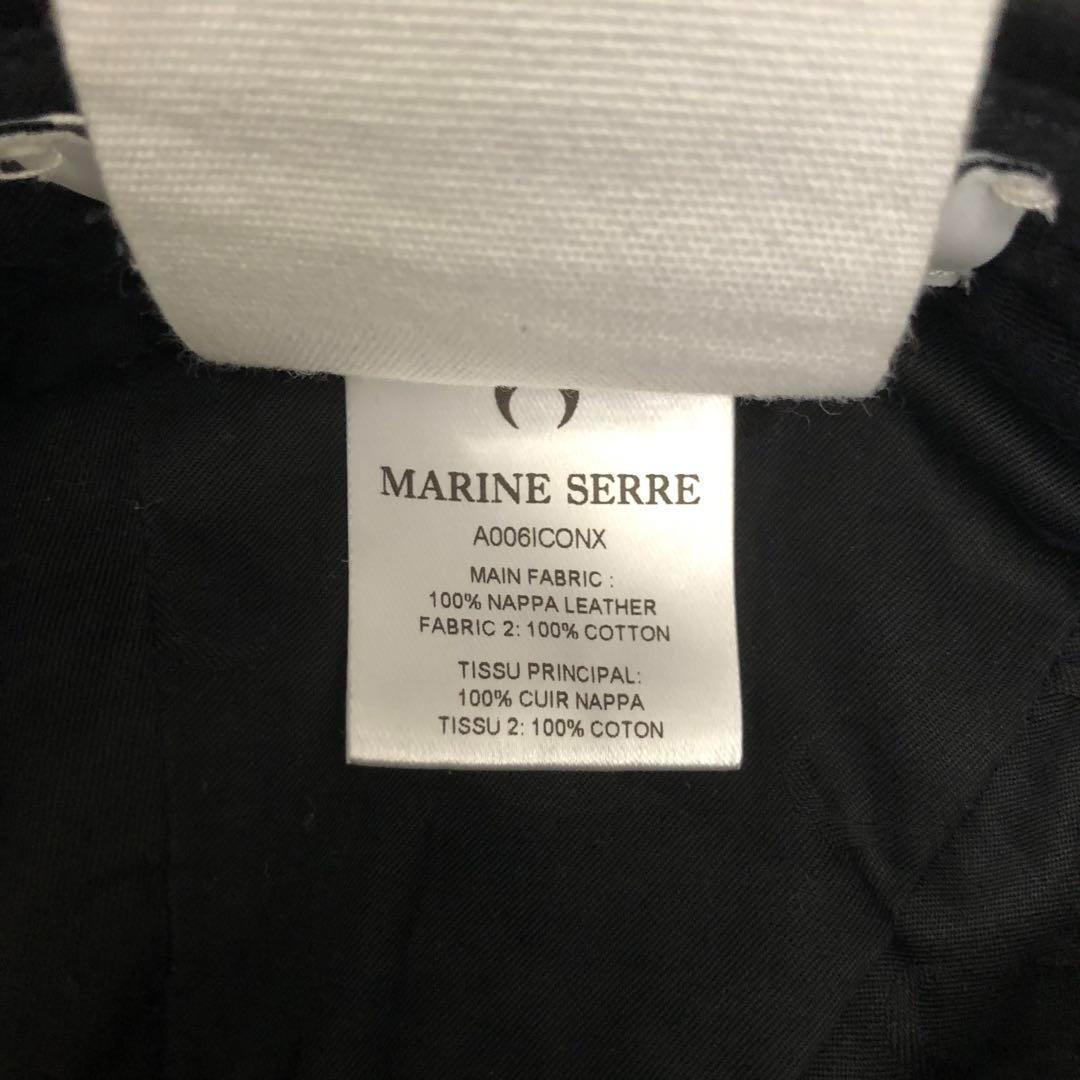 MARINE SERRE
A006ICONX
MAIN FABRIC :
100% NAPPA LEATHER
FABRIC 2: 100% COTTON
TISSU PRINCIPAL:
100% CUIR NAPPA
TISSU 2: 100% COTON